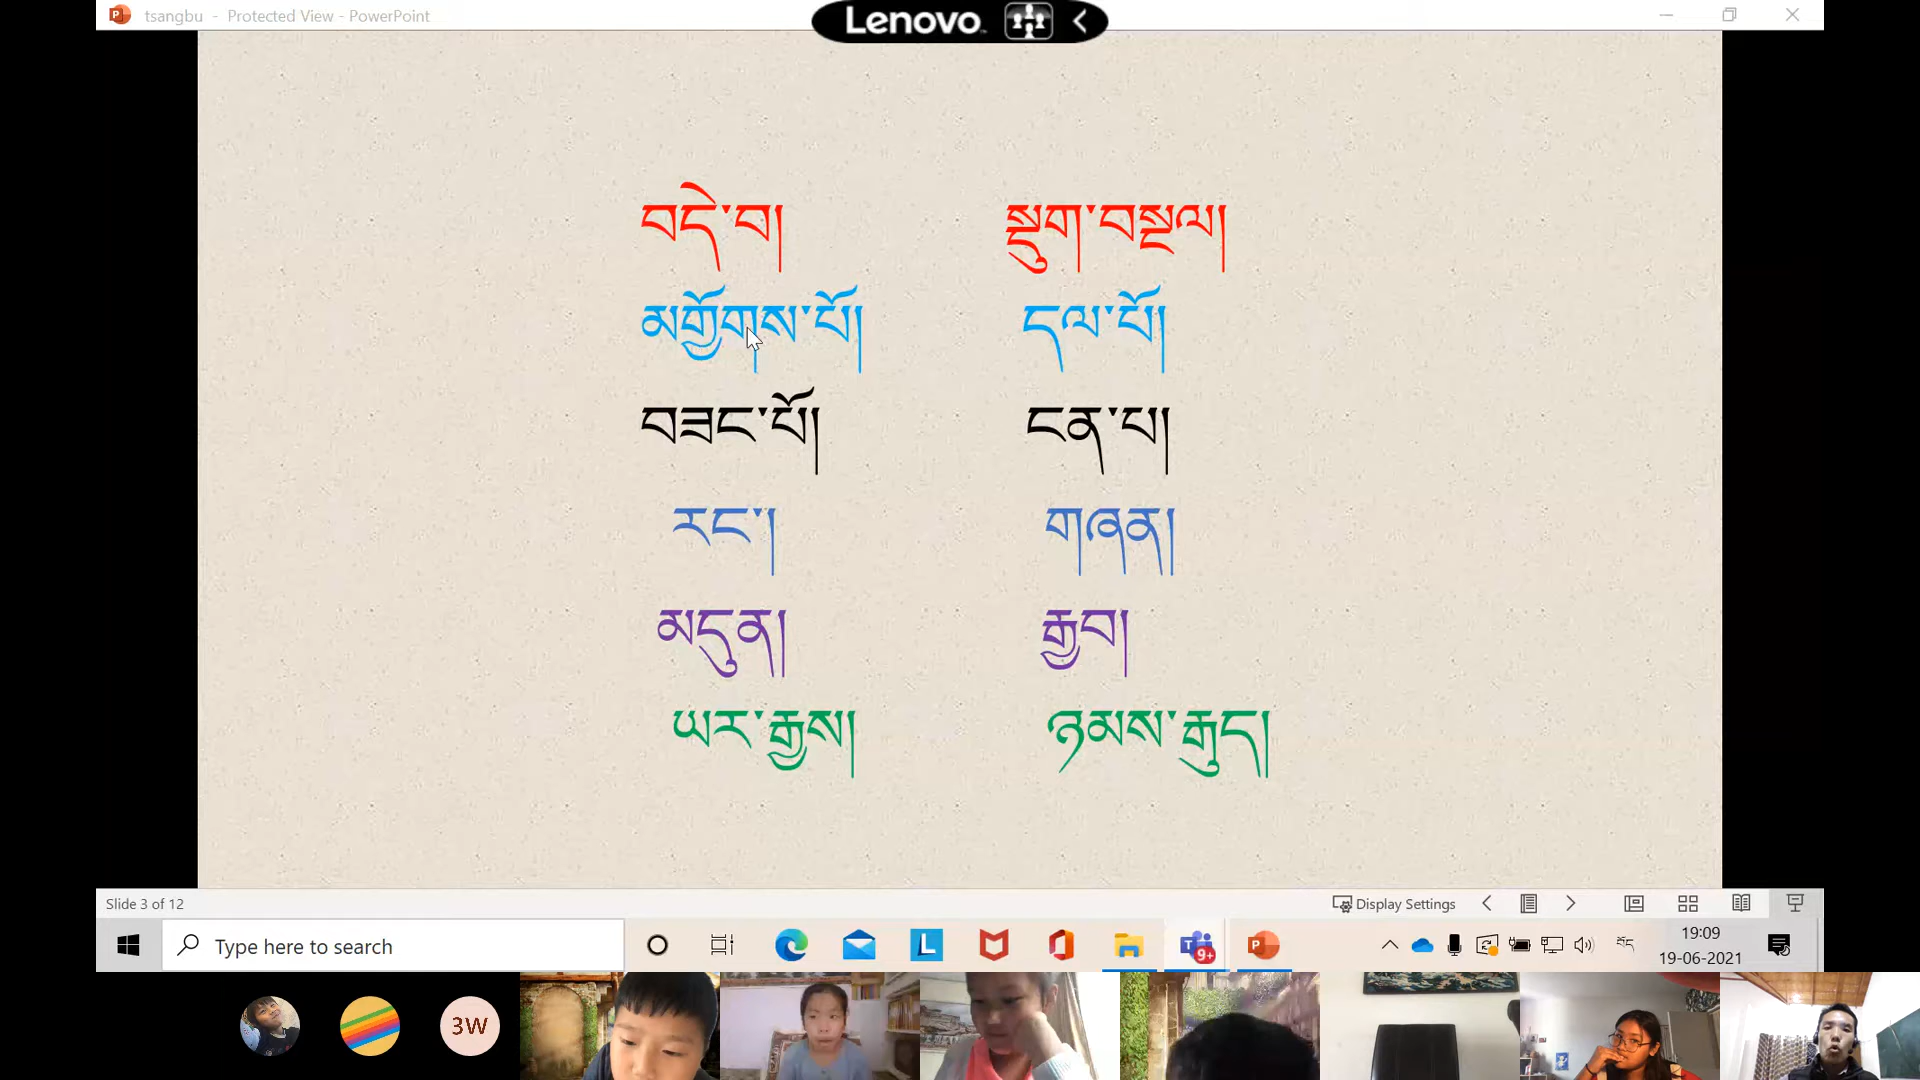 tsangbu - Protected View - PowerPoint
Lenovo
བདེ་བ། སྡུག་བསྔལ།
མགྱོགས་པོ། དལ་པོ།
བཟང་པོ། ངན་པ།
རང་། གཞན།
མདུན། རྒྱབ།
ཡར་རྒྱས། ཉམས་རྒུད།
Slide 3 of 12 Display Settings
Type here to search
L
9+
བོད
19:09
19-06-2021
3W